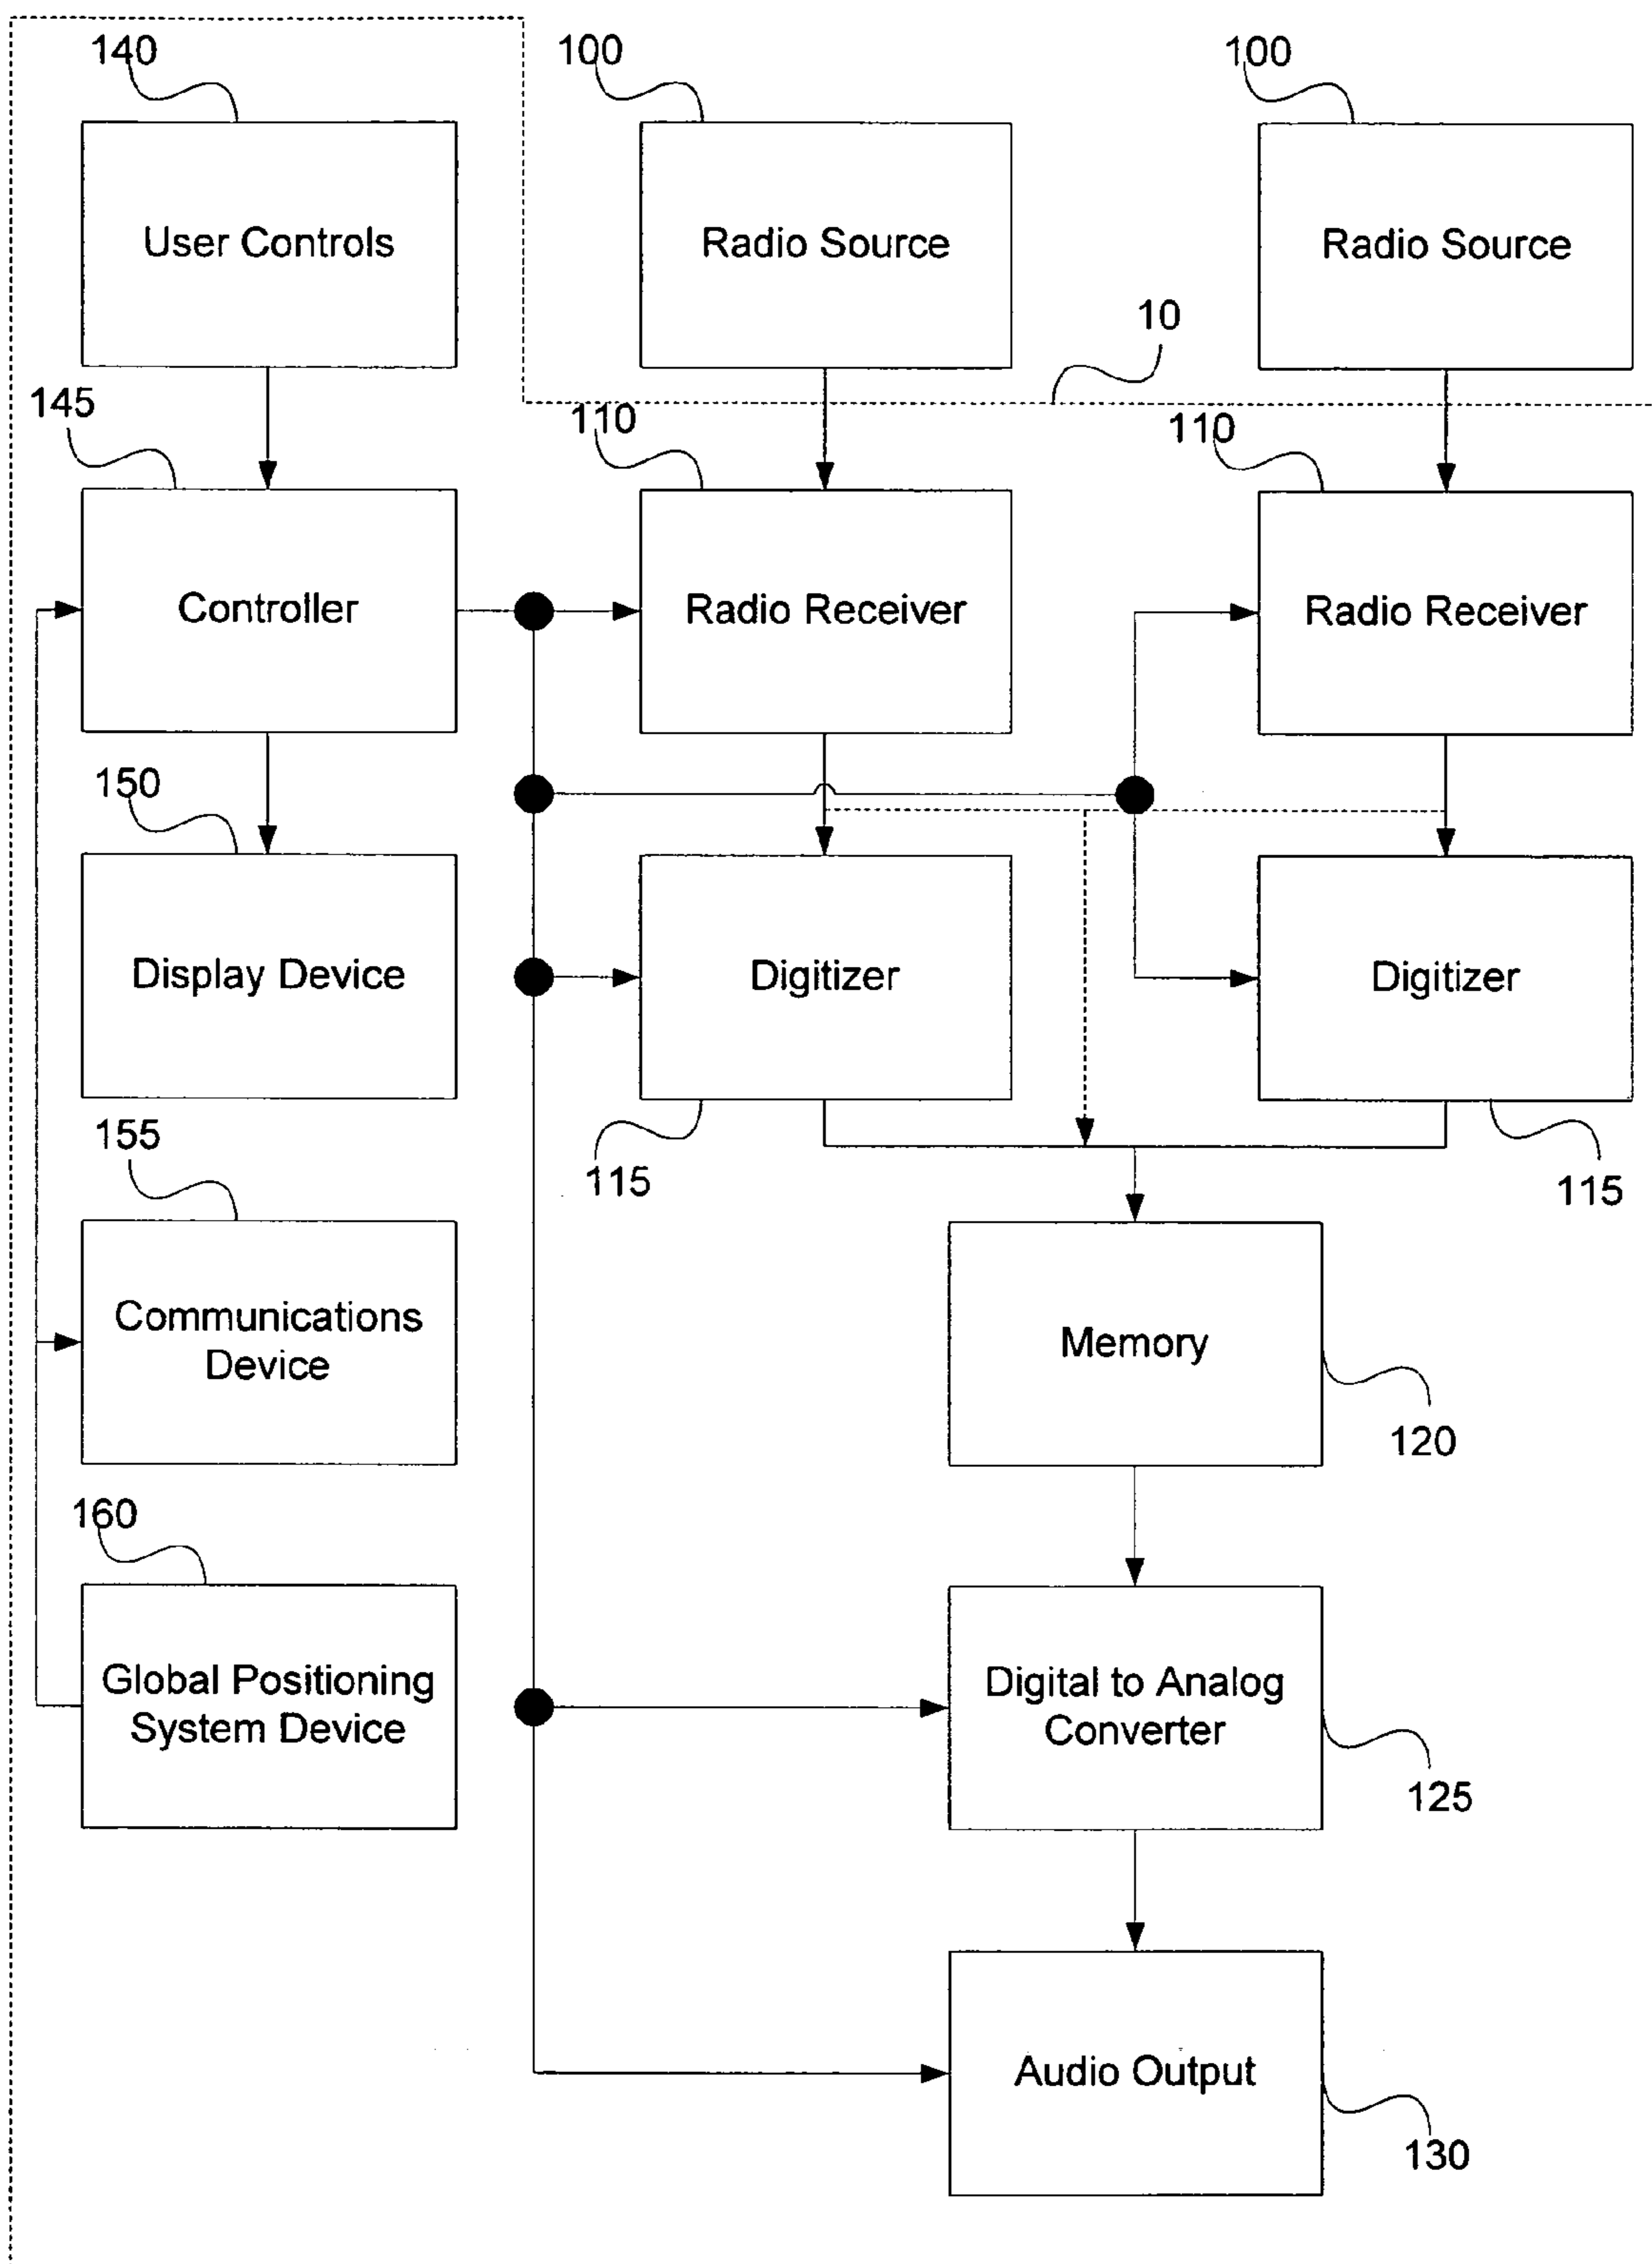 140
100
100
User Controls
Radio Source
Radio Source
10
145
110
110
Controller
Radio Receiver
Radio Receiver
150
Display Device
Digitizer
Digitizer
155
115
115
Communications
Device
Memory
120
160
Global Positioning
System Device
Digital to Analog
Converter
125
Audio Output
130